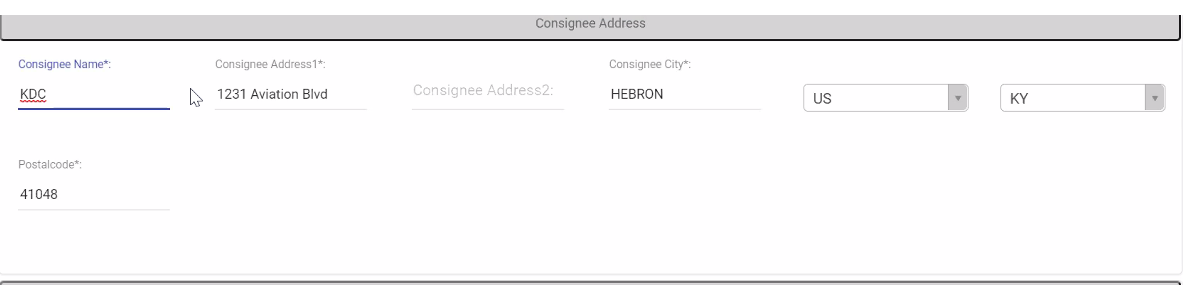 Consignee Address
Consignee Name*: Consignee Address1*: Consignee City*:
KDC 1231 Aviation Blvd Consignee Address2: HEBRON US KY
Postalcode*:
41048